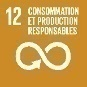 12 CONSOMMATION
ET PRODUCTION
RESPONSABLES